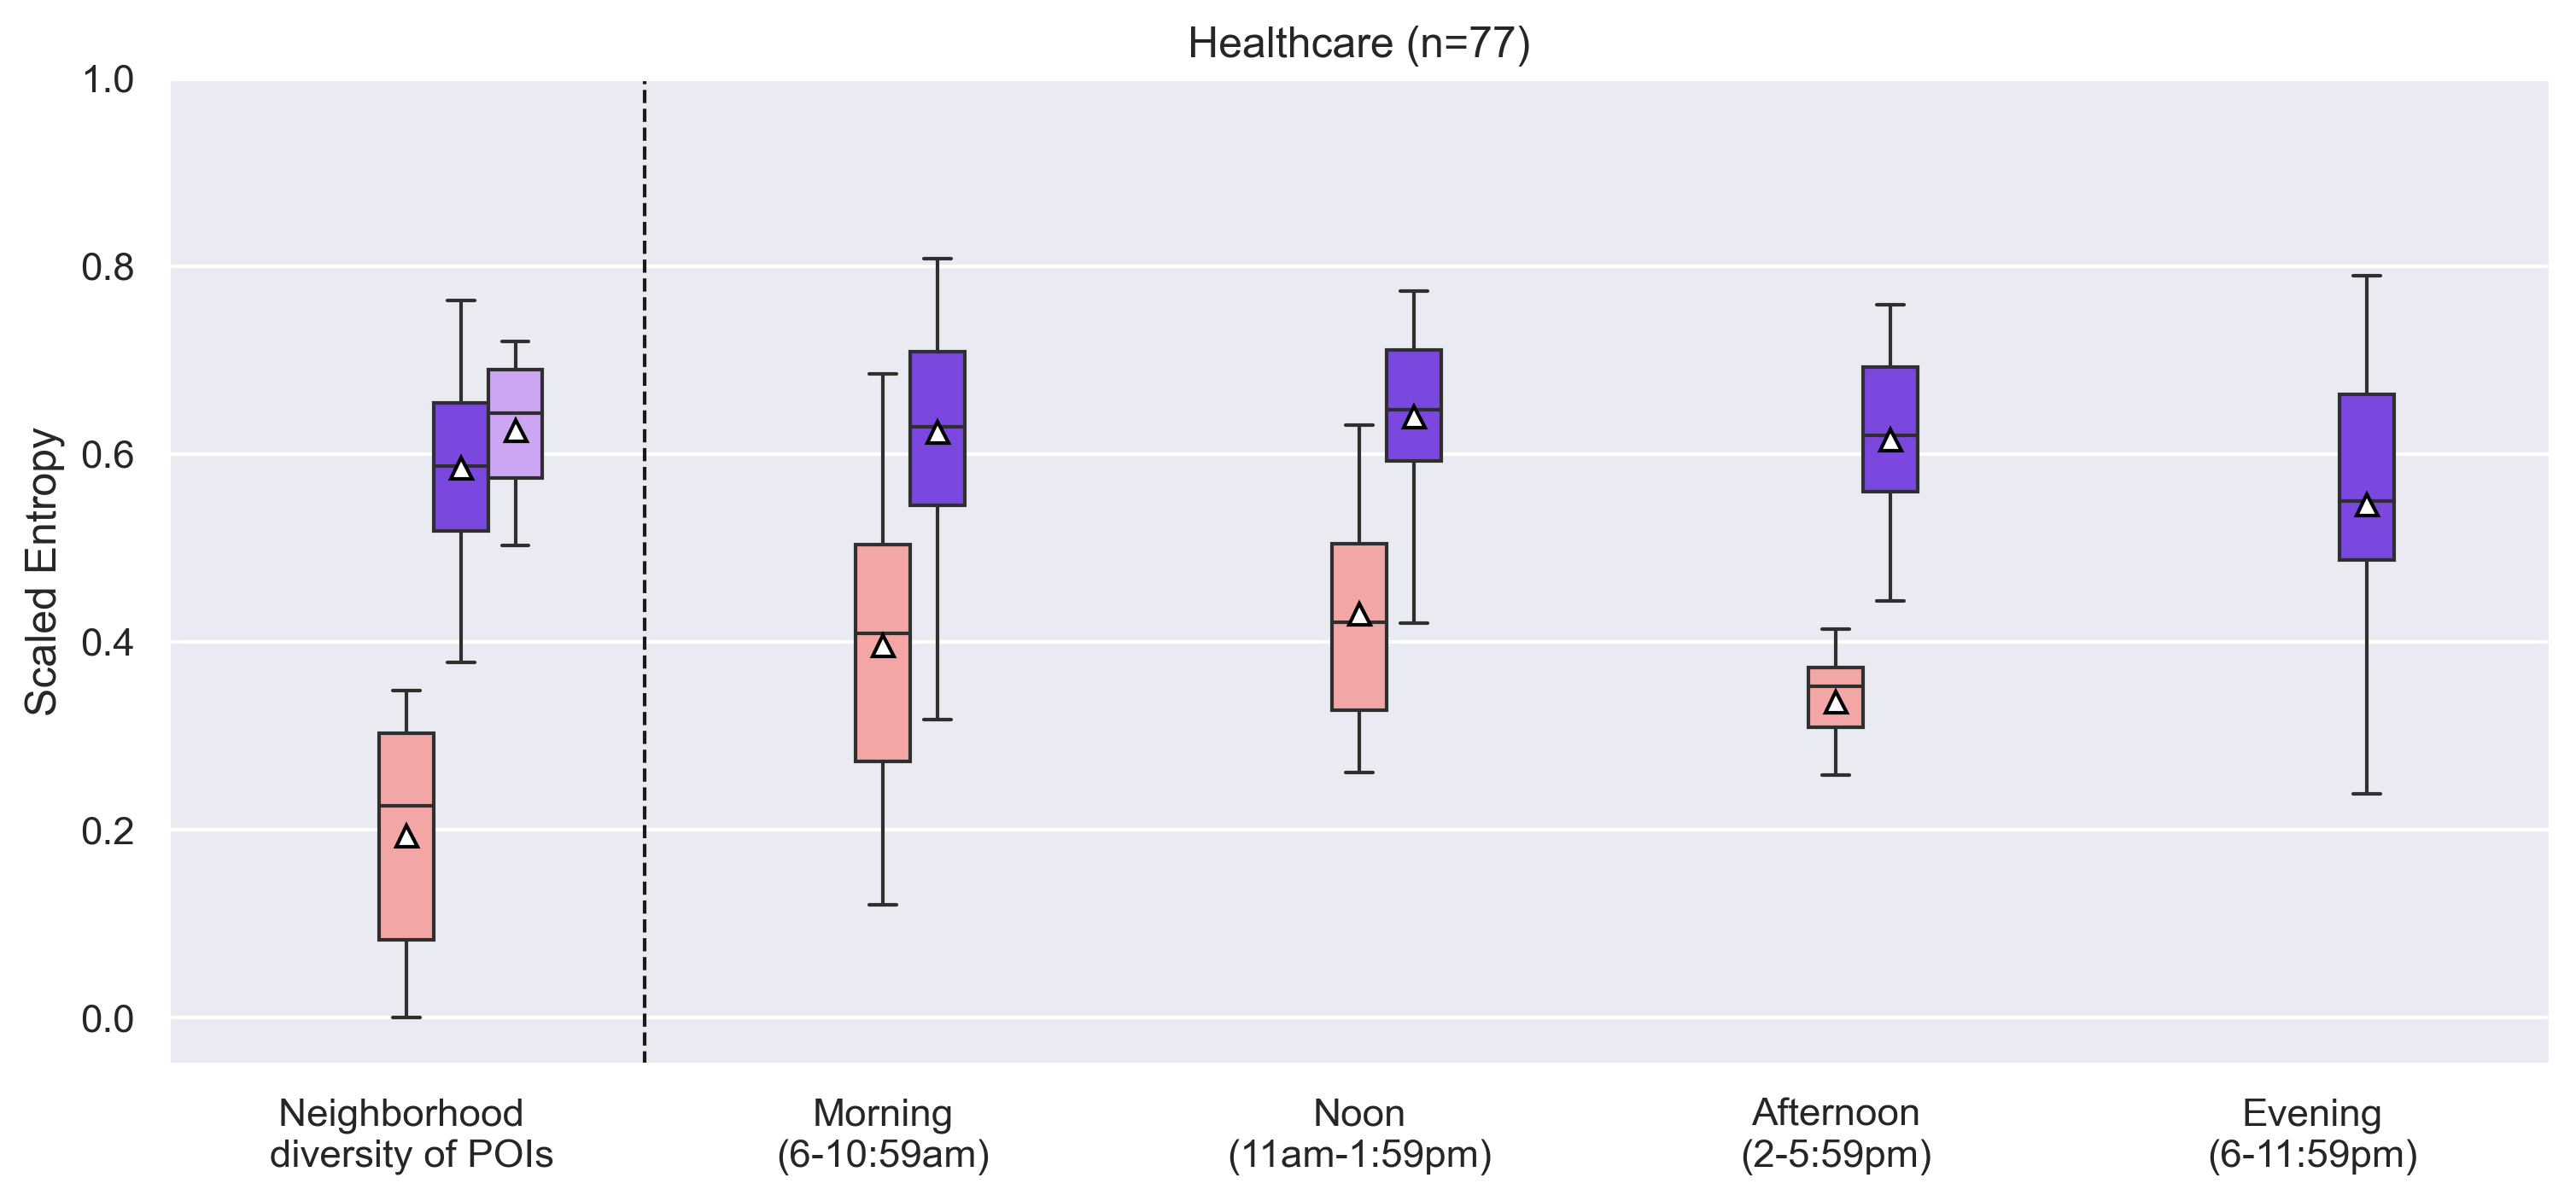 Healthcare (n=77)
1.0
0.8
0.6
0.4
0.2
0.0
Scaled Entropy
Neighborhood
diversity of POIs
Morning
(6-10:59am)
Noon
(11am-1:59pm)
Afternoon
(2-5:59pm)
Evening
(6-11:59pm)